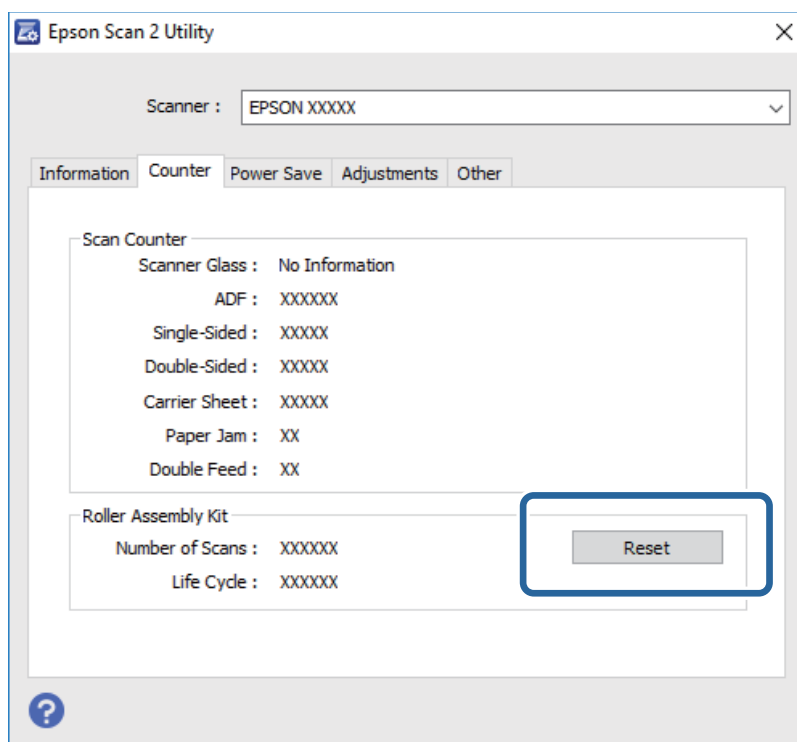 Epson Scan 2 Utility
Scanner : EPSON XXXXX
Information Counter Power Save Adjustments Other
Scan Counter
Scanner Glass : No Information
ADF : XXXXXX
Single-Sided : XXXXX
Double-Sided : XXXXX
Carrier Sheet : XXXXX
Paper Jam : XX
Double Feed : XX
Roller Assembly Kit
Number of Scans : XXXXXX Reset
Life Cycle : XXXXXX
?